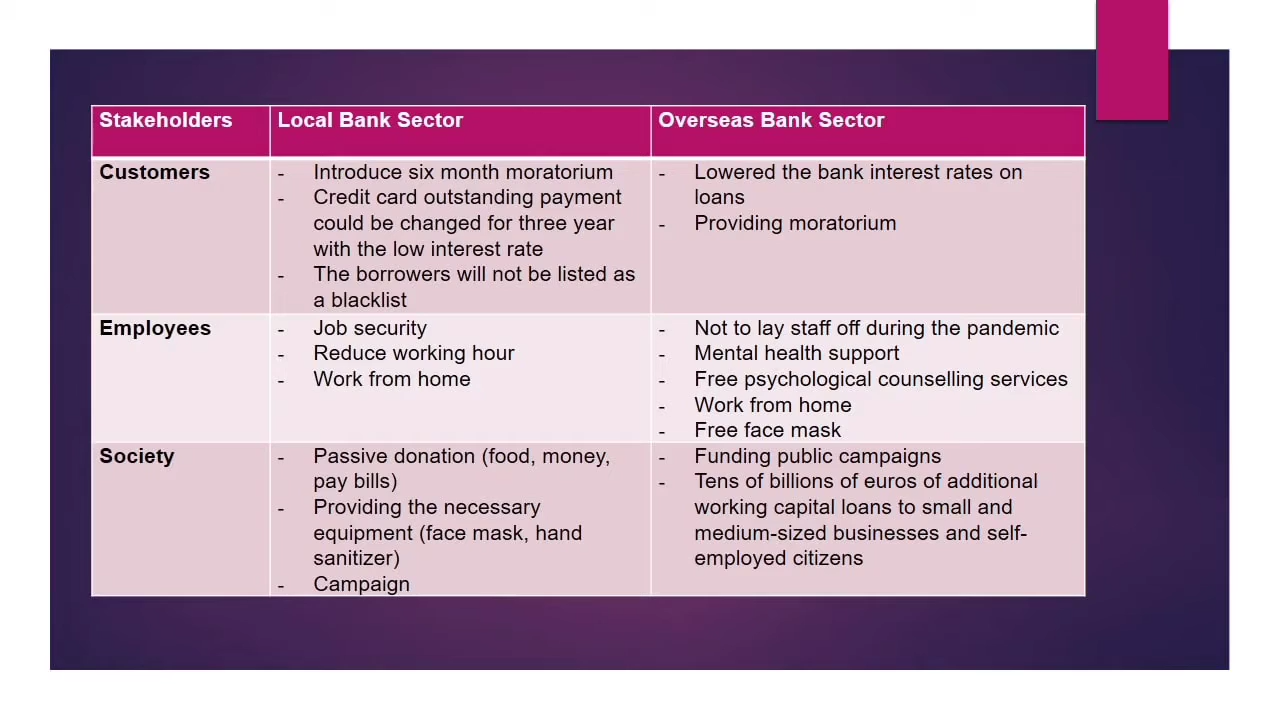 Stakeholders
Local Bank Sector
Overseas Bank Sector
Customers
- Introduce six month moratorium
- Credit card outstanding payment
could be changed for three year
with the low interest rate
- The borrowers will not be listed as
a blacklist
- Lowered the bank interest rates on
loans
- Providing moratorium
Employees
- Job security
- Reduce working hour
- Work from home
- Not to lay staff off during the pandemic
- Mental health support
- Free psychological counselling services
- Work from home
- Free face mask
Society
- Passive donation (food, money,
pay bills)
- Providing the necessary
equipment (face mask, hand
sanitizer)
- Campaign
- Funding public campaigns
- Tens of billions of euros of additional
working capital loans to small and
medium-sized businesses and self-
employed citizens